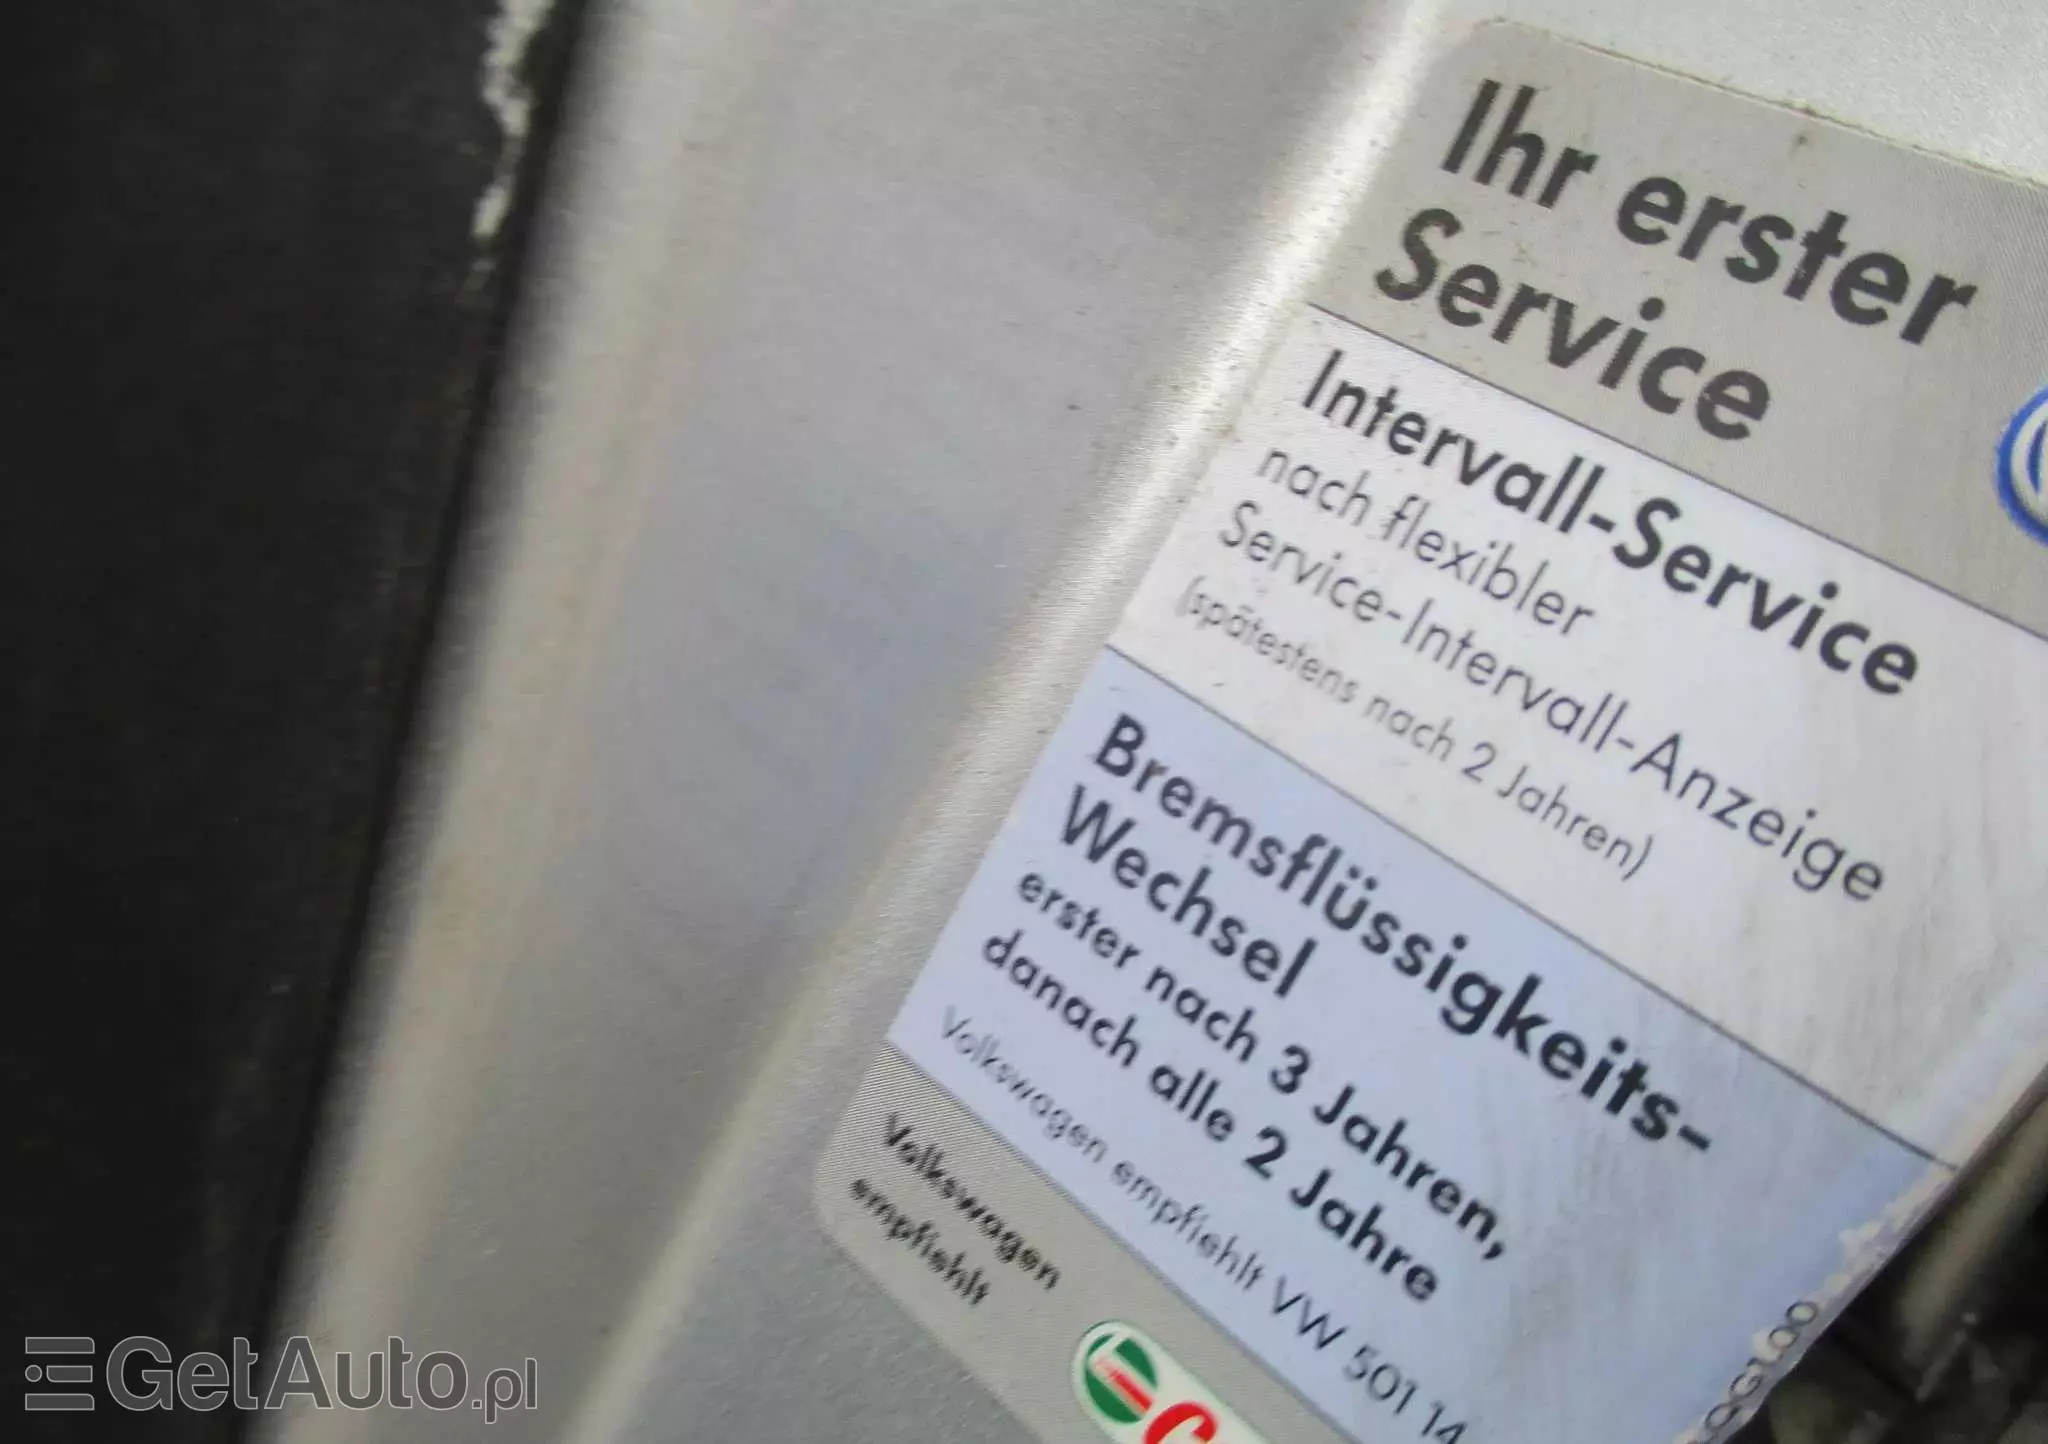 Ihr erster
Service
Intervall-Service
nach flexibler
Service-Intervall-Anzeige
(spätestens nach 2 Jahren)
Bremsflüssigkeits-
Wechsel
erster nach 3 Jahren,
danach alle 2 Jahre
Volkswagen empfiehlt VW 501 14
Volkswagen
empfiehlt
GetAuto.pl